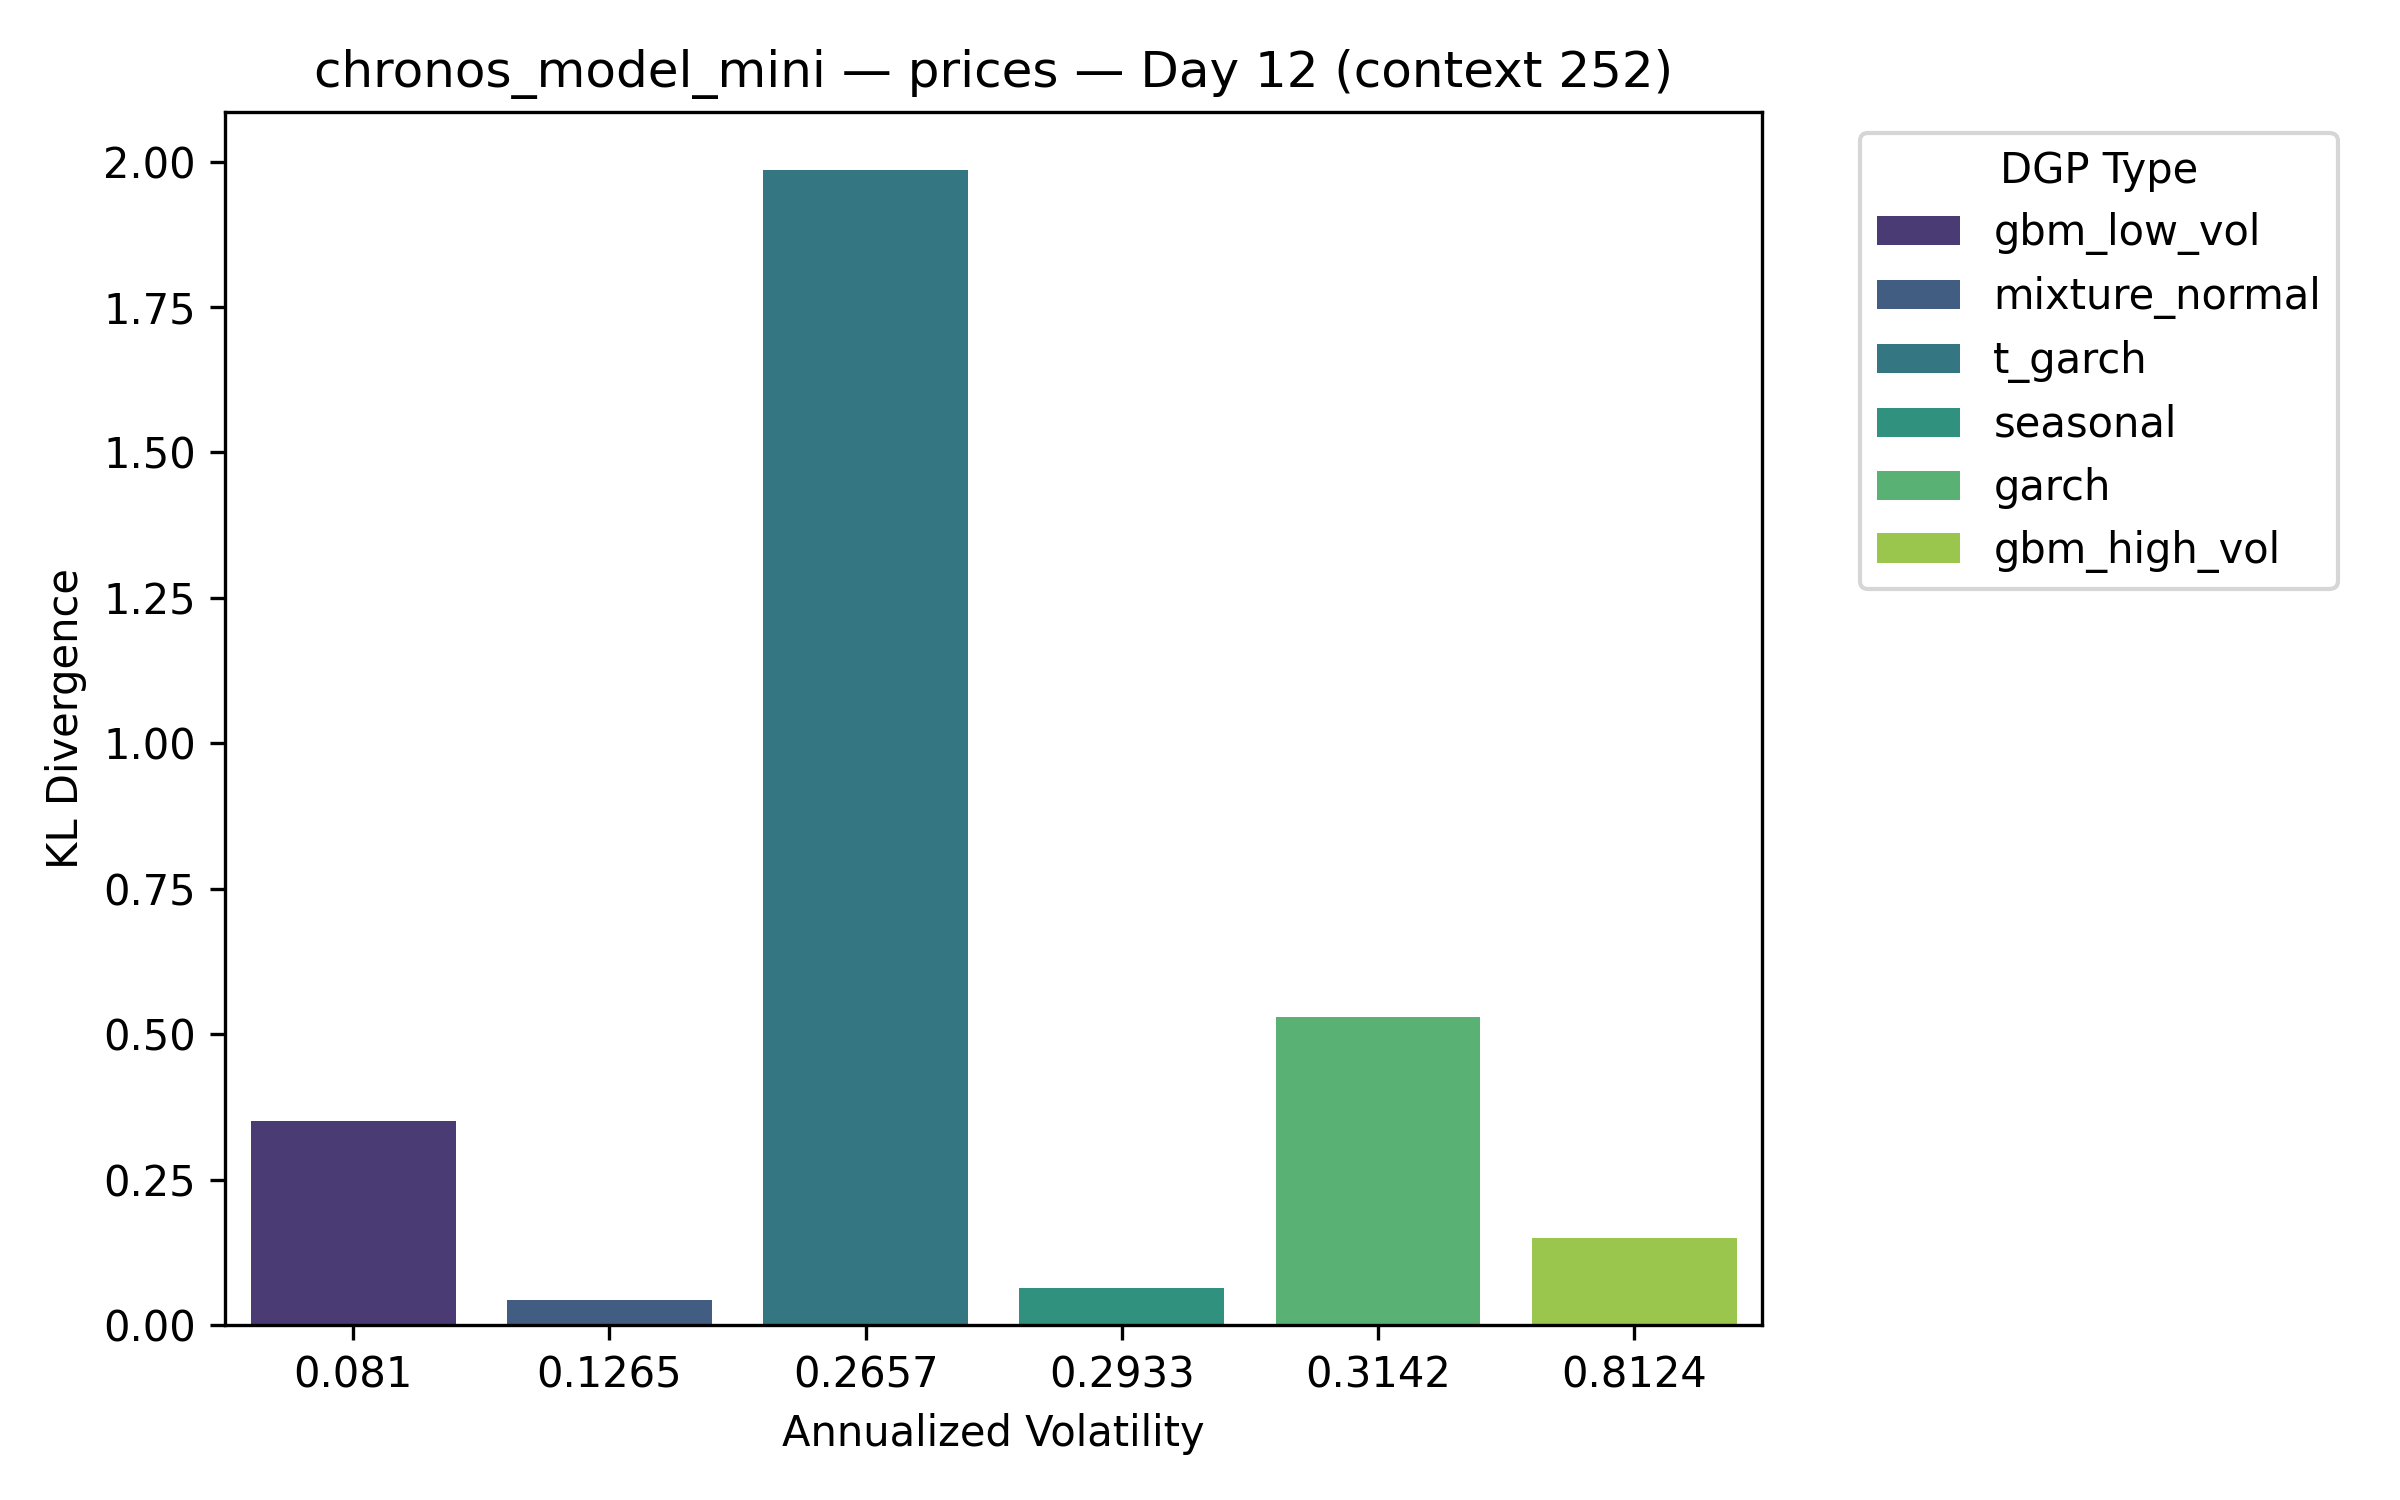 chronos_model_mini — prices — Day 12 (context 252)
KL Divergence
2.00
1.75
1.50
1.25
1.00
0.75
0.50
0.25
0.00
0.081 0.1265 0.2657 0.2933 0.3142 0.8124
Annualized Volatility
DGP Type
gbm_low_vol
mixture_normal
t_garch
seasonal
garch
gbm_high_vol